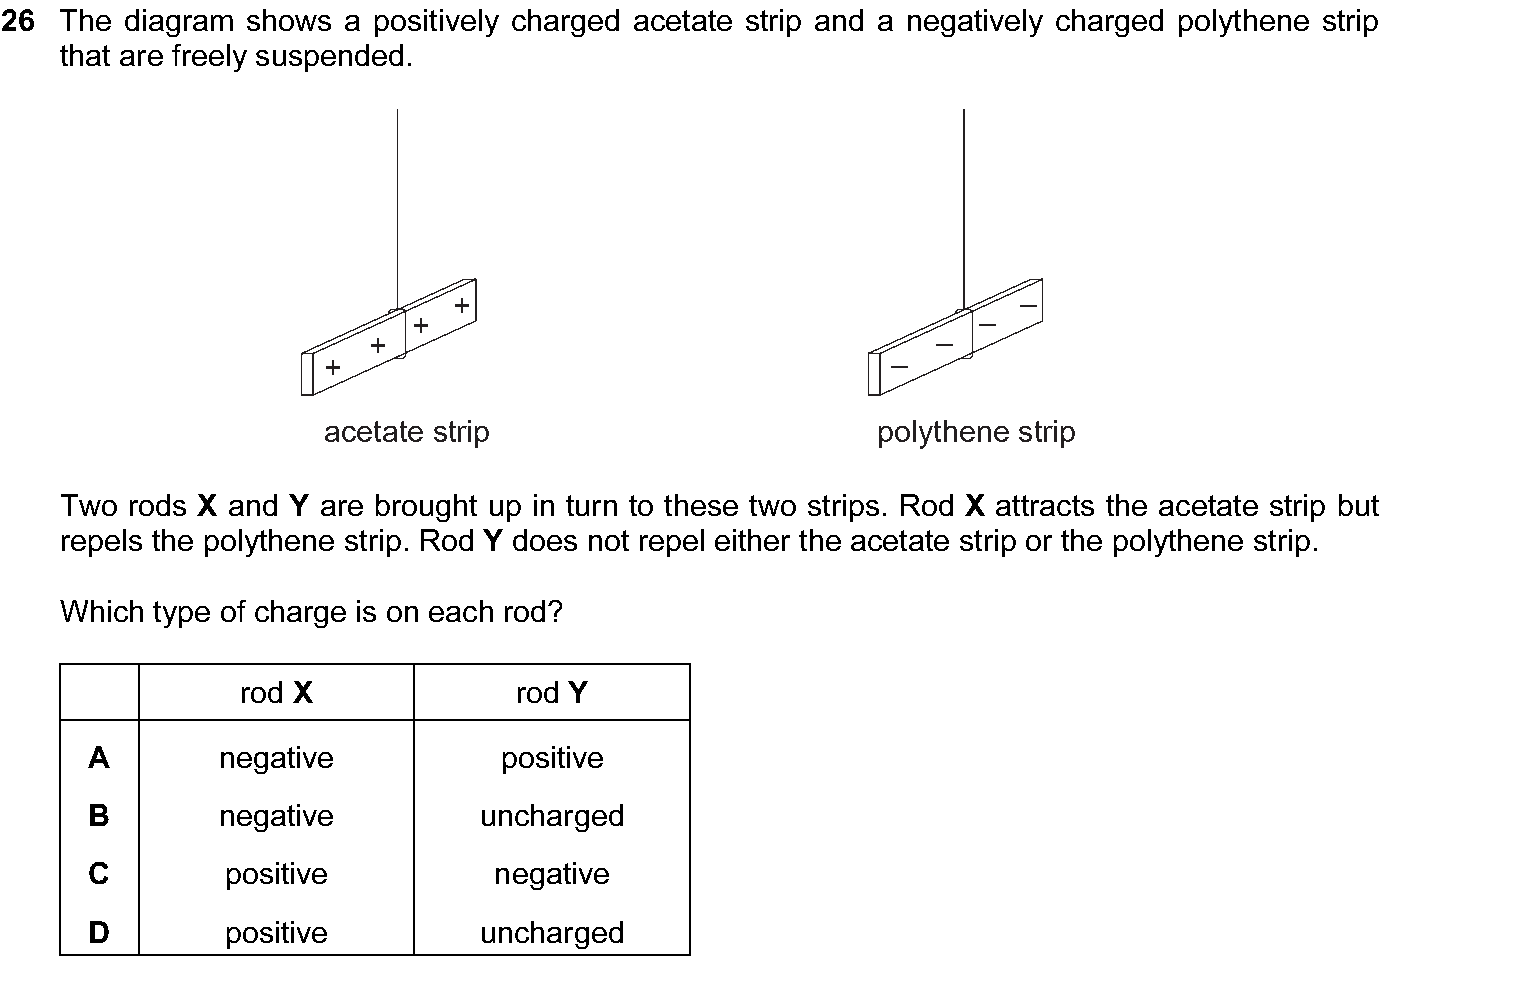 26 The diagram shows a positively charged acetate strip and a negatively charged polythene strip
that are freely suspended.
+ + + +
– – – –
acetate strip polythene strip
Two rods X and Y are brought up in turn to these two strips. Rod X attracts the acetate strip but
repels the polythene strip. Rod Y does not repel either the acetate strip or the polythene strip.
Which type of charge is on each rod?
rod X rod Y
A negative positive
B negative uncharged
C positive negative
D positive uncharged